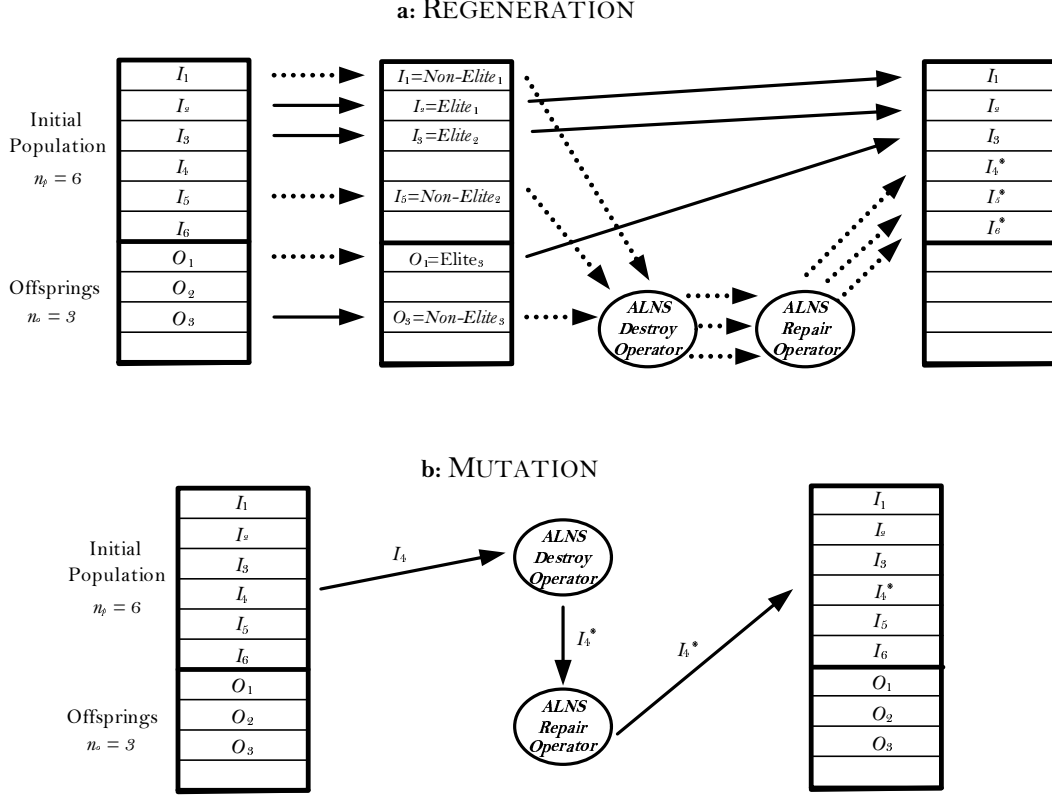 a: REGENERATION
Initial
Population
nₚ = 6
Offsprings
nₒ = 3
I₁
I₂
I₃
I₄
I₅
I₆
O₁
O₂
O₃
I₁=Non-Elite₁
I₂=Elite₁
I₃=Elite₂
I₅=Non-Elite₂
O₁=Elite₃
O₃=Non-Elite₃
ALNS
Destroy
Operator
ALNS
Repair
Operator
I₁
I₂
I₃
I₄*
I₅*
I₆*
b: MUTATION
Initial
Population
nₚ = 6
Offsprings
nₒ = 3
I₁
I₂
I₃
I₄
I₅
I₆
O₁
O₂
O₃
I₄
ALNS
Destroy
Operator
I₄*
ALNS
Repair
Operator
I₄*
I₁
I₂
I₃
I₄*
I₅
I₆
O₁
O₂
O₃